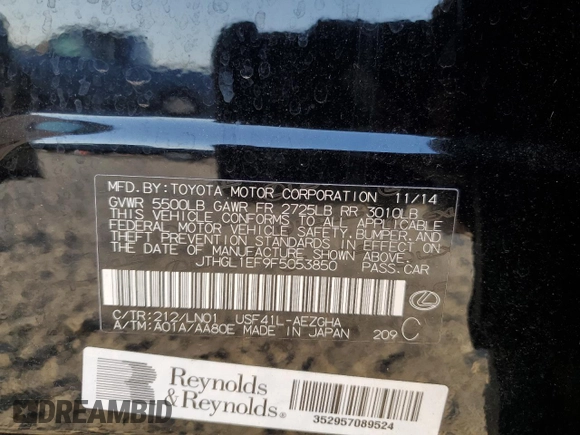 MFD. BY: TOYOTA MOTOR CORPORATION 11/14
GVWR 5500LB GAWR FR 2725LB RR 3010LB
THIS VEHICLE CONFORMS TO ALL APPLICABLE
FEDERAL MOTOR VEHICLE SAFETY, BUMPER, AND
THEFT PREVENTION STANDARDS IN EFFECT ON THE
DATE OF MANUFACTURE SHOWN ABOVE.
JTHGL1EF9F5053850 PASS.CAR
C/TR:212/LN01 USF41L-AEZGHA
A/TM:A01A/AA80E MADE IN JAPAN 209 C
Reynolds
& Reynolds®
352957089524
DREAMBID